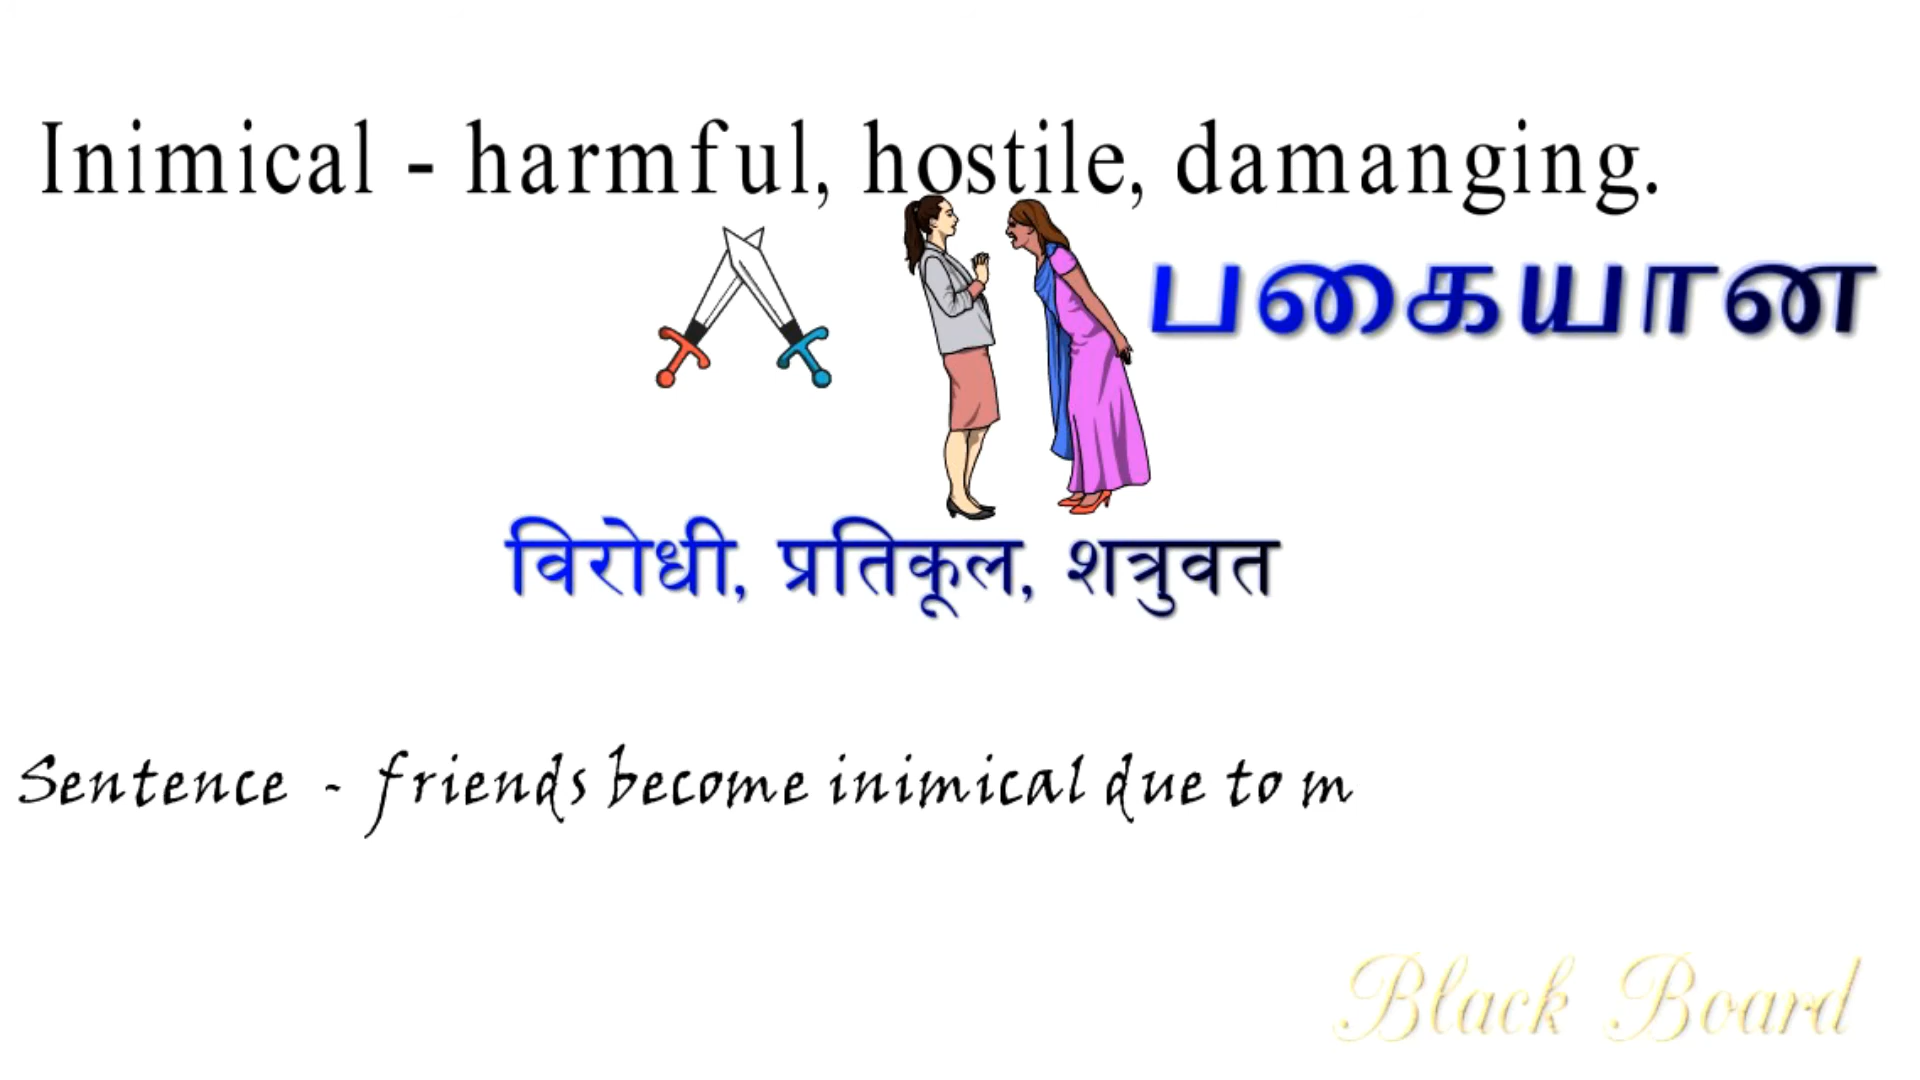 Inimical - harmful, hostile, damanging.
பகையான
विरोधी, प्रतिकूल, शत्रुवत
Sentence - friends become inimical due to m
Black Board